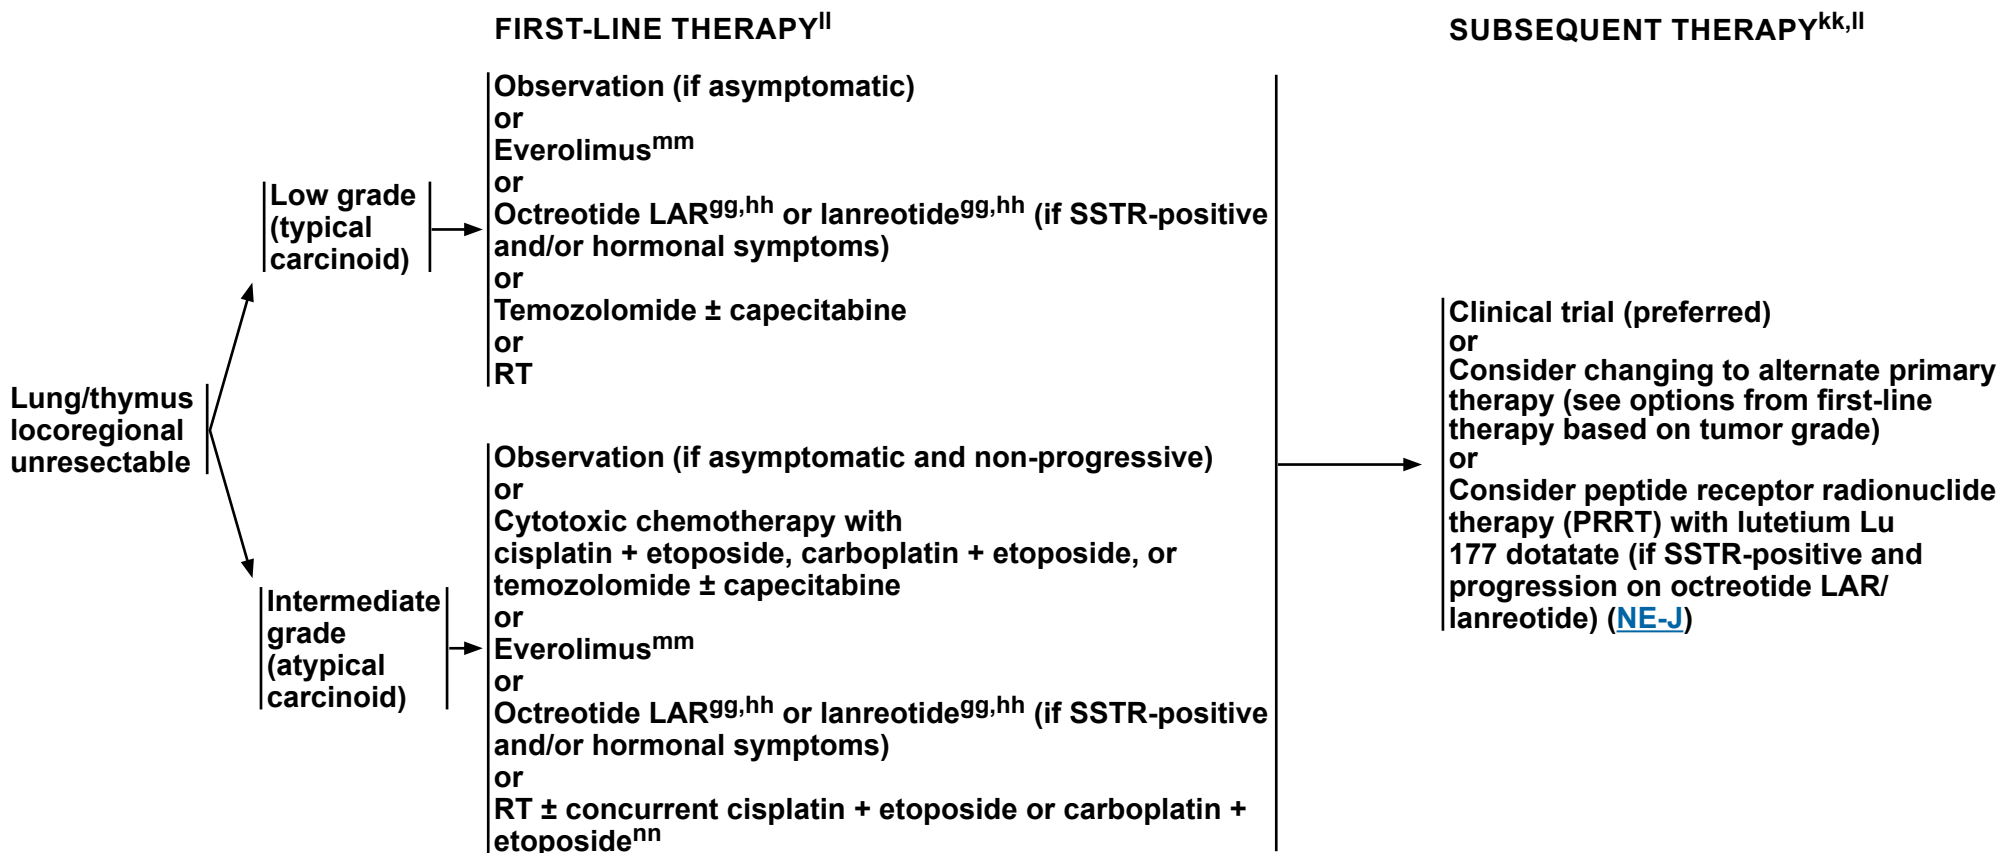 FIRST-LINE THERAPYll
SUBSEQUENT THERAPYkk,ll
Lung/thymus
locoregional
unresectable
Low grade
(typical
carcinoid)
Observation (if asymptomatic)
or
Everolimusmm
or
Octreotide LARgg,hh or lanreotidegg,hh (if SSTR-positive
and/or hormonal symptoms)
or
Temozolomide ± capecitabine
or
RT
Intermediate
grade
(atypical
carcinoid)
Observation (if asymptomatic and non-progressive)
or
Cytotoxic chemotherapy with
cisplatin + etoposide, carboplatin + etoposide, or
temozolomide ± capecitabine
or
Everolimusmm
or
Octreotide LARgg,hh or lanreotidegg,hh (if SSTR-positive
and/or hormonal symptoms)
or
RT ± concurrent cisplatin + etoposide or carboplatin +
etoposidenn
Clinical trial (preferred)
or
Consider changing to alternate primary
therapy (see options from first-line
therapy based on tumor grade)
or
Consider peptide receptor radionuclide
therapy (PRRT) with lutetium Lu
177 dotatate (if SSTR-positive and
progression on octreotide LAR/
lanreotide) (NE-J)